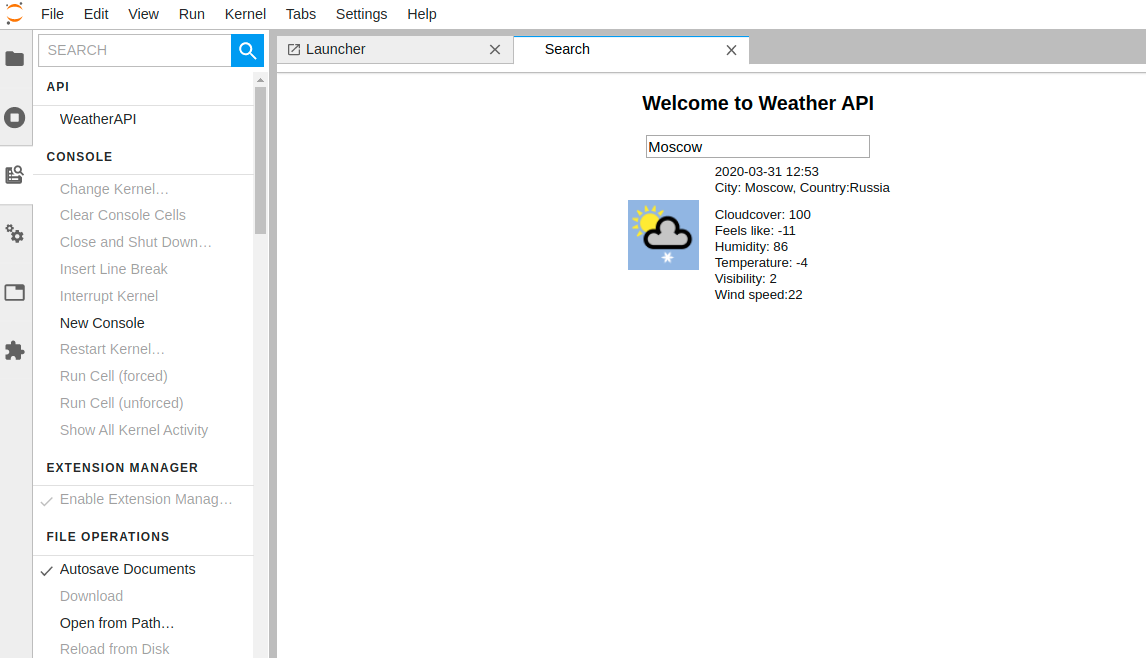 File Edit View Run Kernel Tabs Settings Help
SEARCH
API
WeatherAPI
CONSOLE
Change Kernel…
Clear Console Cells
Close and Shut Down…
Insert Line Break
Interrupt Kernel
New Console
Restart Kernel…
Run Cell (forced)
Run Cell (unforced)
Show All Kernel Activity
EXTENSION MANAGER
Enable Extension Manag…
FILE OPERATIONS
Autosave Documents
Download
Open from Path…
Reload from Disk
Launcher
Search
Welcome to Weather API
Moscow
2020-03-31 12:53
City: Moscow, Country:Russia
Cloudcover: 100
Feels like: -11
Humidity: 86
Temperature: -4
Visibility: 2
Wind speed:22